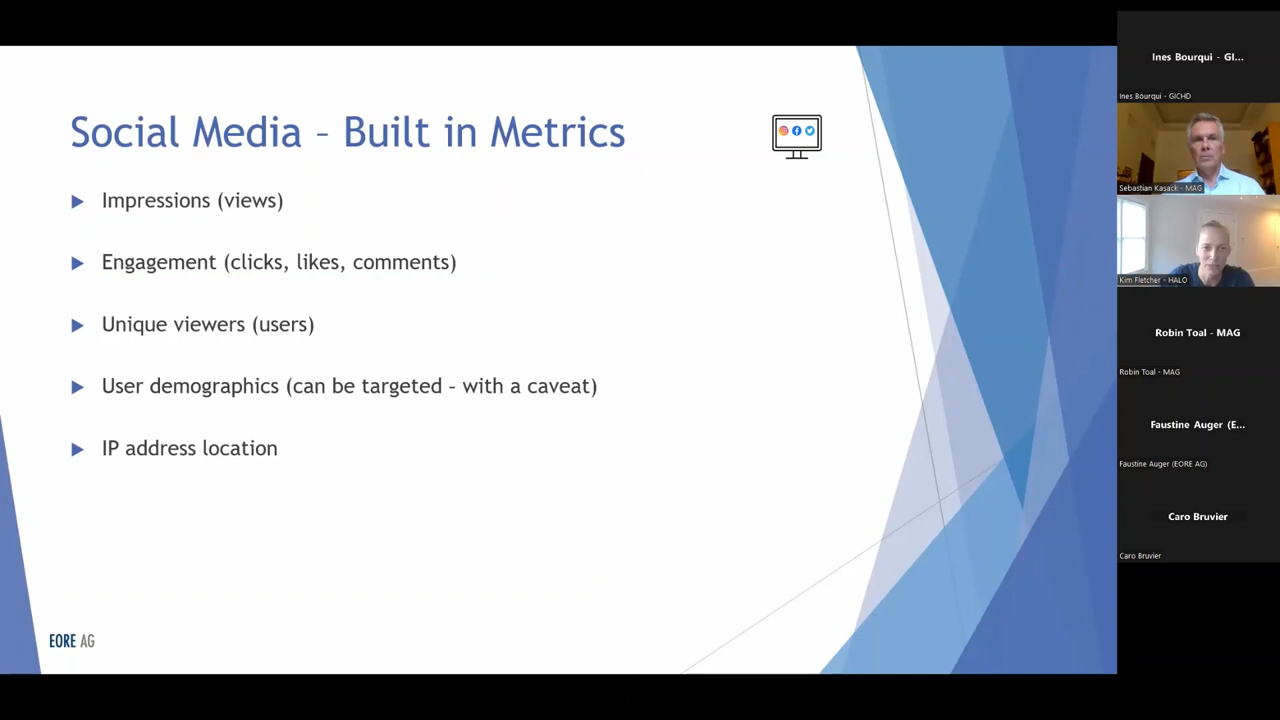 Social Media – Built in Metrics
Impressions (views)
Engagement (clicks, likes, comments)
Unique viewers (users)
User demographics (can be targeted – with a caveat)
IP address location
EORE AG
Ines Bourqui - GI...
Ines Bourqui - GICHD
Sebastian Kasack - MAG
Kim Fletcher - HALO
Robin Toal - MAG
Robin Toal - MAG
Faustine Auger (E...
Faustine Auger (EORE AG)
Caro Bruvier
Caro Bruvier